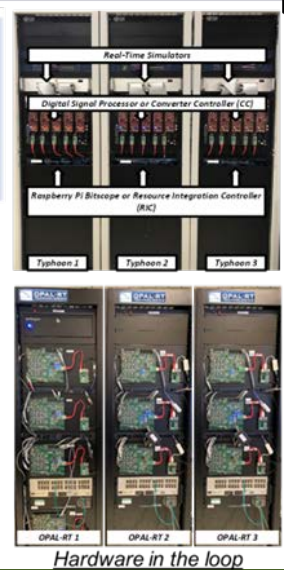 Real-Time Simulators
Digital Signal Processor or Converter Controller (CC)
Raspberry Pi Bitscope or Resource Integration Controller
(RIC)
Typhoon 1
Typhoon 2
Typhoon 3
OPAL-RT
OPAL-RT
OPAL-RT
OPAL-RT 1
OPAL-RT 2
OPAL-RT 3
Hardware in the loop